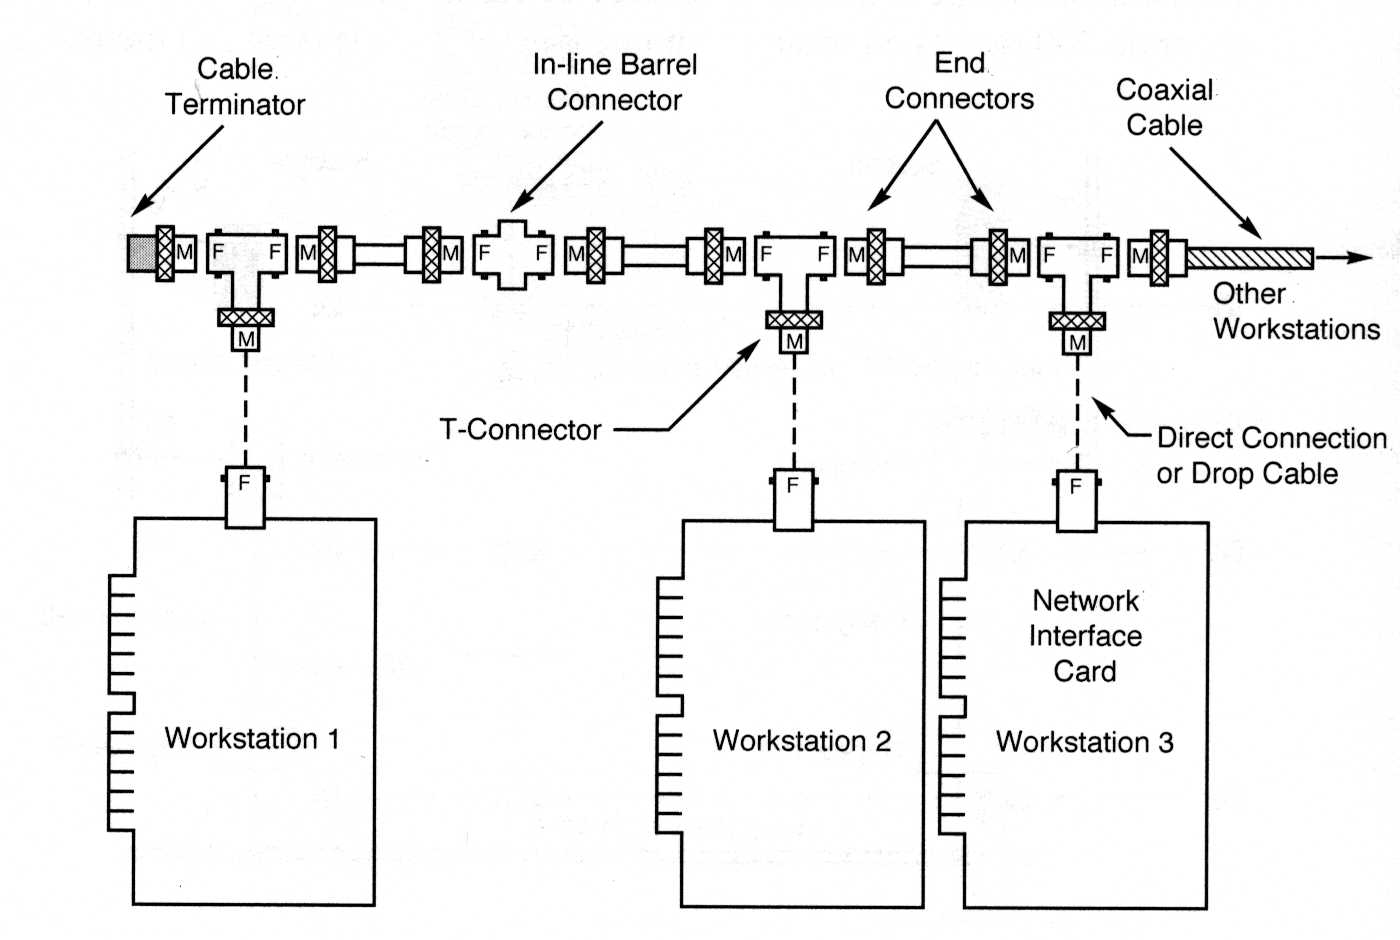 Cable
Terminator
In-line Barrel
Connector
End
Connectors
Coaxial
Cable
M F F M M F F M M F F M M F F M
Other
Workstations
M M M
T-Connector
Direct Connection
or Drop Cable
F F F
Network
Interface
Card
Workstation 1
Workstation 2
Workstation 3